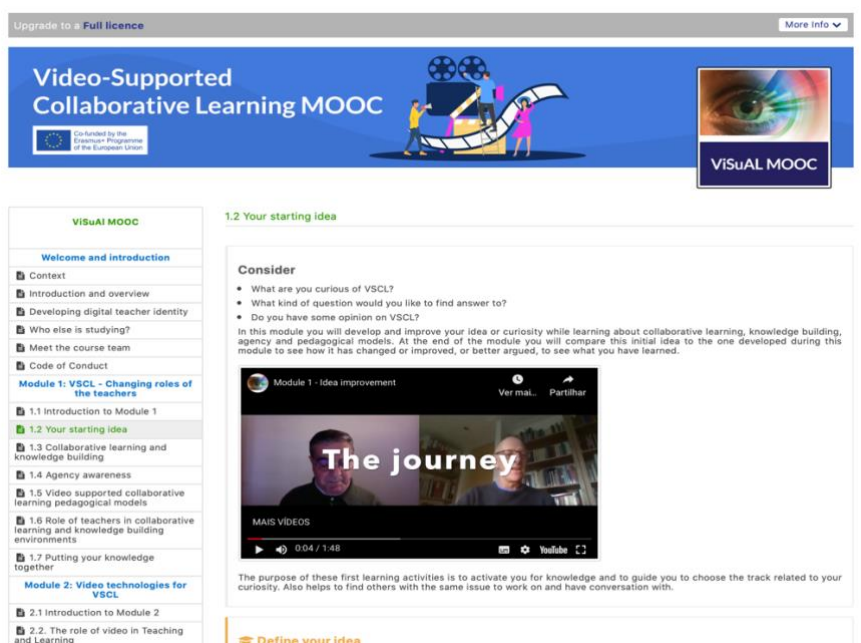 Upgrade to a Full licence
More Info
Video-Supported
Collaborative Learning MOOC
Co-funded by the
Erasmus+ Programme
of the European Union
ViSuAL MOOC
ViSuAl MOOC
Welcome and introduction
Context
Introduction and overview
Developing digital teacher identity
Who else is studying?
Meet the course team
Code of Conduct
Module 1: VSCL - Changing roles of
the teachers
1.1 Introduction to Module 1
1.2 Your starting idea
1.3 Collaborative learning and
knowledge building
1.4 Agency awareness
1.5 Video supported collaborative
learning pedagogical models
1.6 Role of teachers in collaborative
learning and knowledge building
environments
1.7 Putting your knowledge
together
Module 2: Video technologies for
VSCL
2.1 Introduction to Module 2
2.2. The role of video in Teaching
and Learning
1.2 Your starting idea
Consider
What are you curious of VSCL?
What kind of question would you like to find answer to?
Do you have some opinion on VSCL?
In this module you will develop and improve your idea or curiosity while learning about collaborative learning, knowledge building,
agency and pedagogical models. At the end of the module you will compare this initial idea to the one developed during this
module to see how it has changed or improved, or better argued, to see what you have learned.
Module 1 - Idea improvement
Ver mai...
Partilhar
The journey
MAIS VÍDEOS
0:04 / 1:48
YouTube
The purpose of these first learning activities is to activate you for knowledge and to guide you to choose the track related to your
curiosity. Also helps to find others with the same issue to work on and have conversation with.
Define your idea